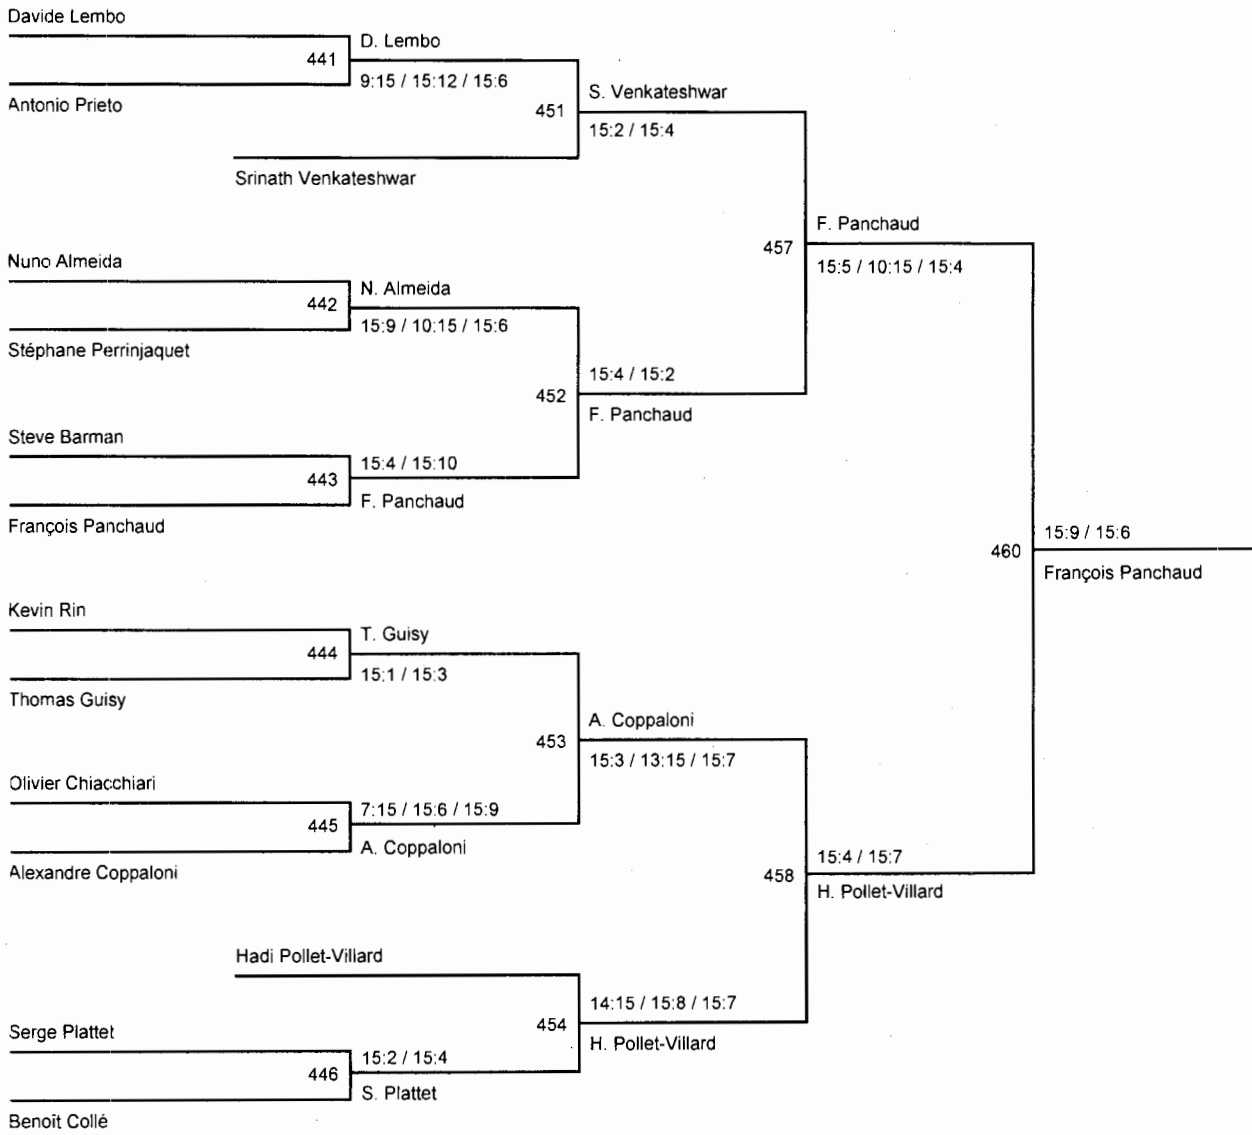 Davide Lembo
441
D. Lembo
9:15 / 15:12 / 15:6
Antonio Prieto
451
S. Venkateshwar
15:2 / 15:4
Srinath Venkateshwar
457
F. Panchaud
15:5 / 10:15 / 15:4
Nuno Almeida
442
N. Almeida
15:9 / 10:15 / 15:6
Stéphane Perrinjaquet
452
15:4 / 15:2
F. Panchaud
Steve Barman
443
15:4 / 15:10
F. Panchaud
François Panchaud
460
15:9 / 15:6
François Panchaud
Kevin Rin
444
T. Guisy
15:1 / 15:3
Thomas Guisy
453
A. Coppaloni
15:3 / 13:15 / 15:7
Olivier Chiacchiari
445
7:15 / 15:6 / 15:9
A. Coppaloni
Alexandre Coppaloni
458
15:4 / 15:7
H. Pollet-Villard
Hadi Pollet-Villard
454
14:15 / 15:8 / 15:7
H. Pollet-Villard
Serge Plattet
446
15:2 / 15:4
S. Plattet
Benoît Collé